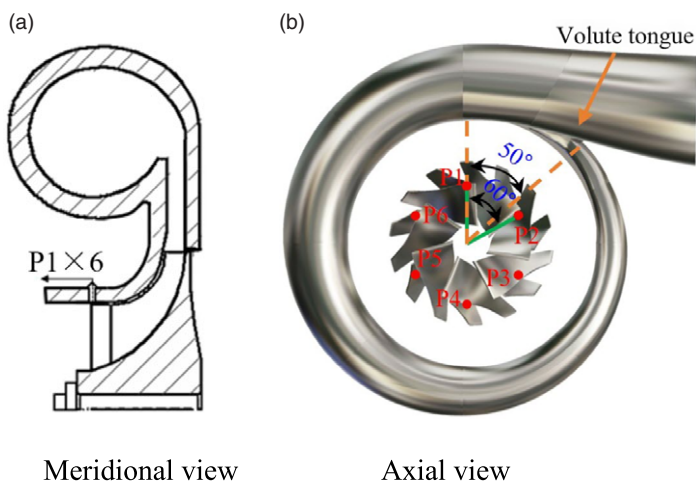 (a)
(b)
Volute tongue
50°
60°
P1
P6
P2
P5
P3
P4
P1×6
Meridional view
Axial view